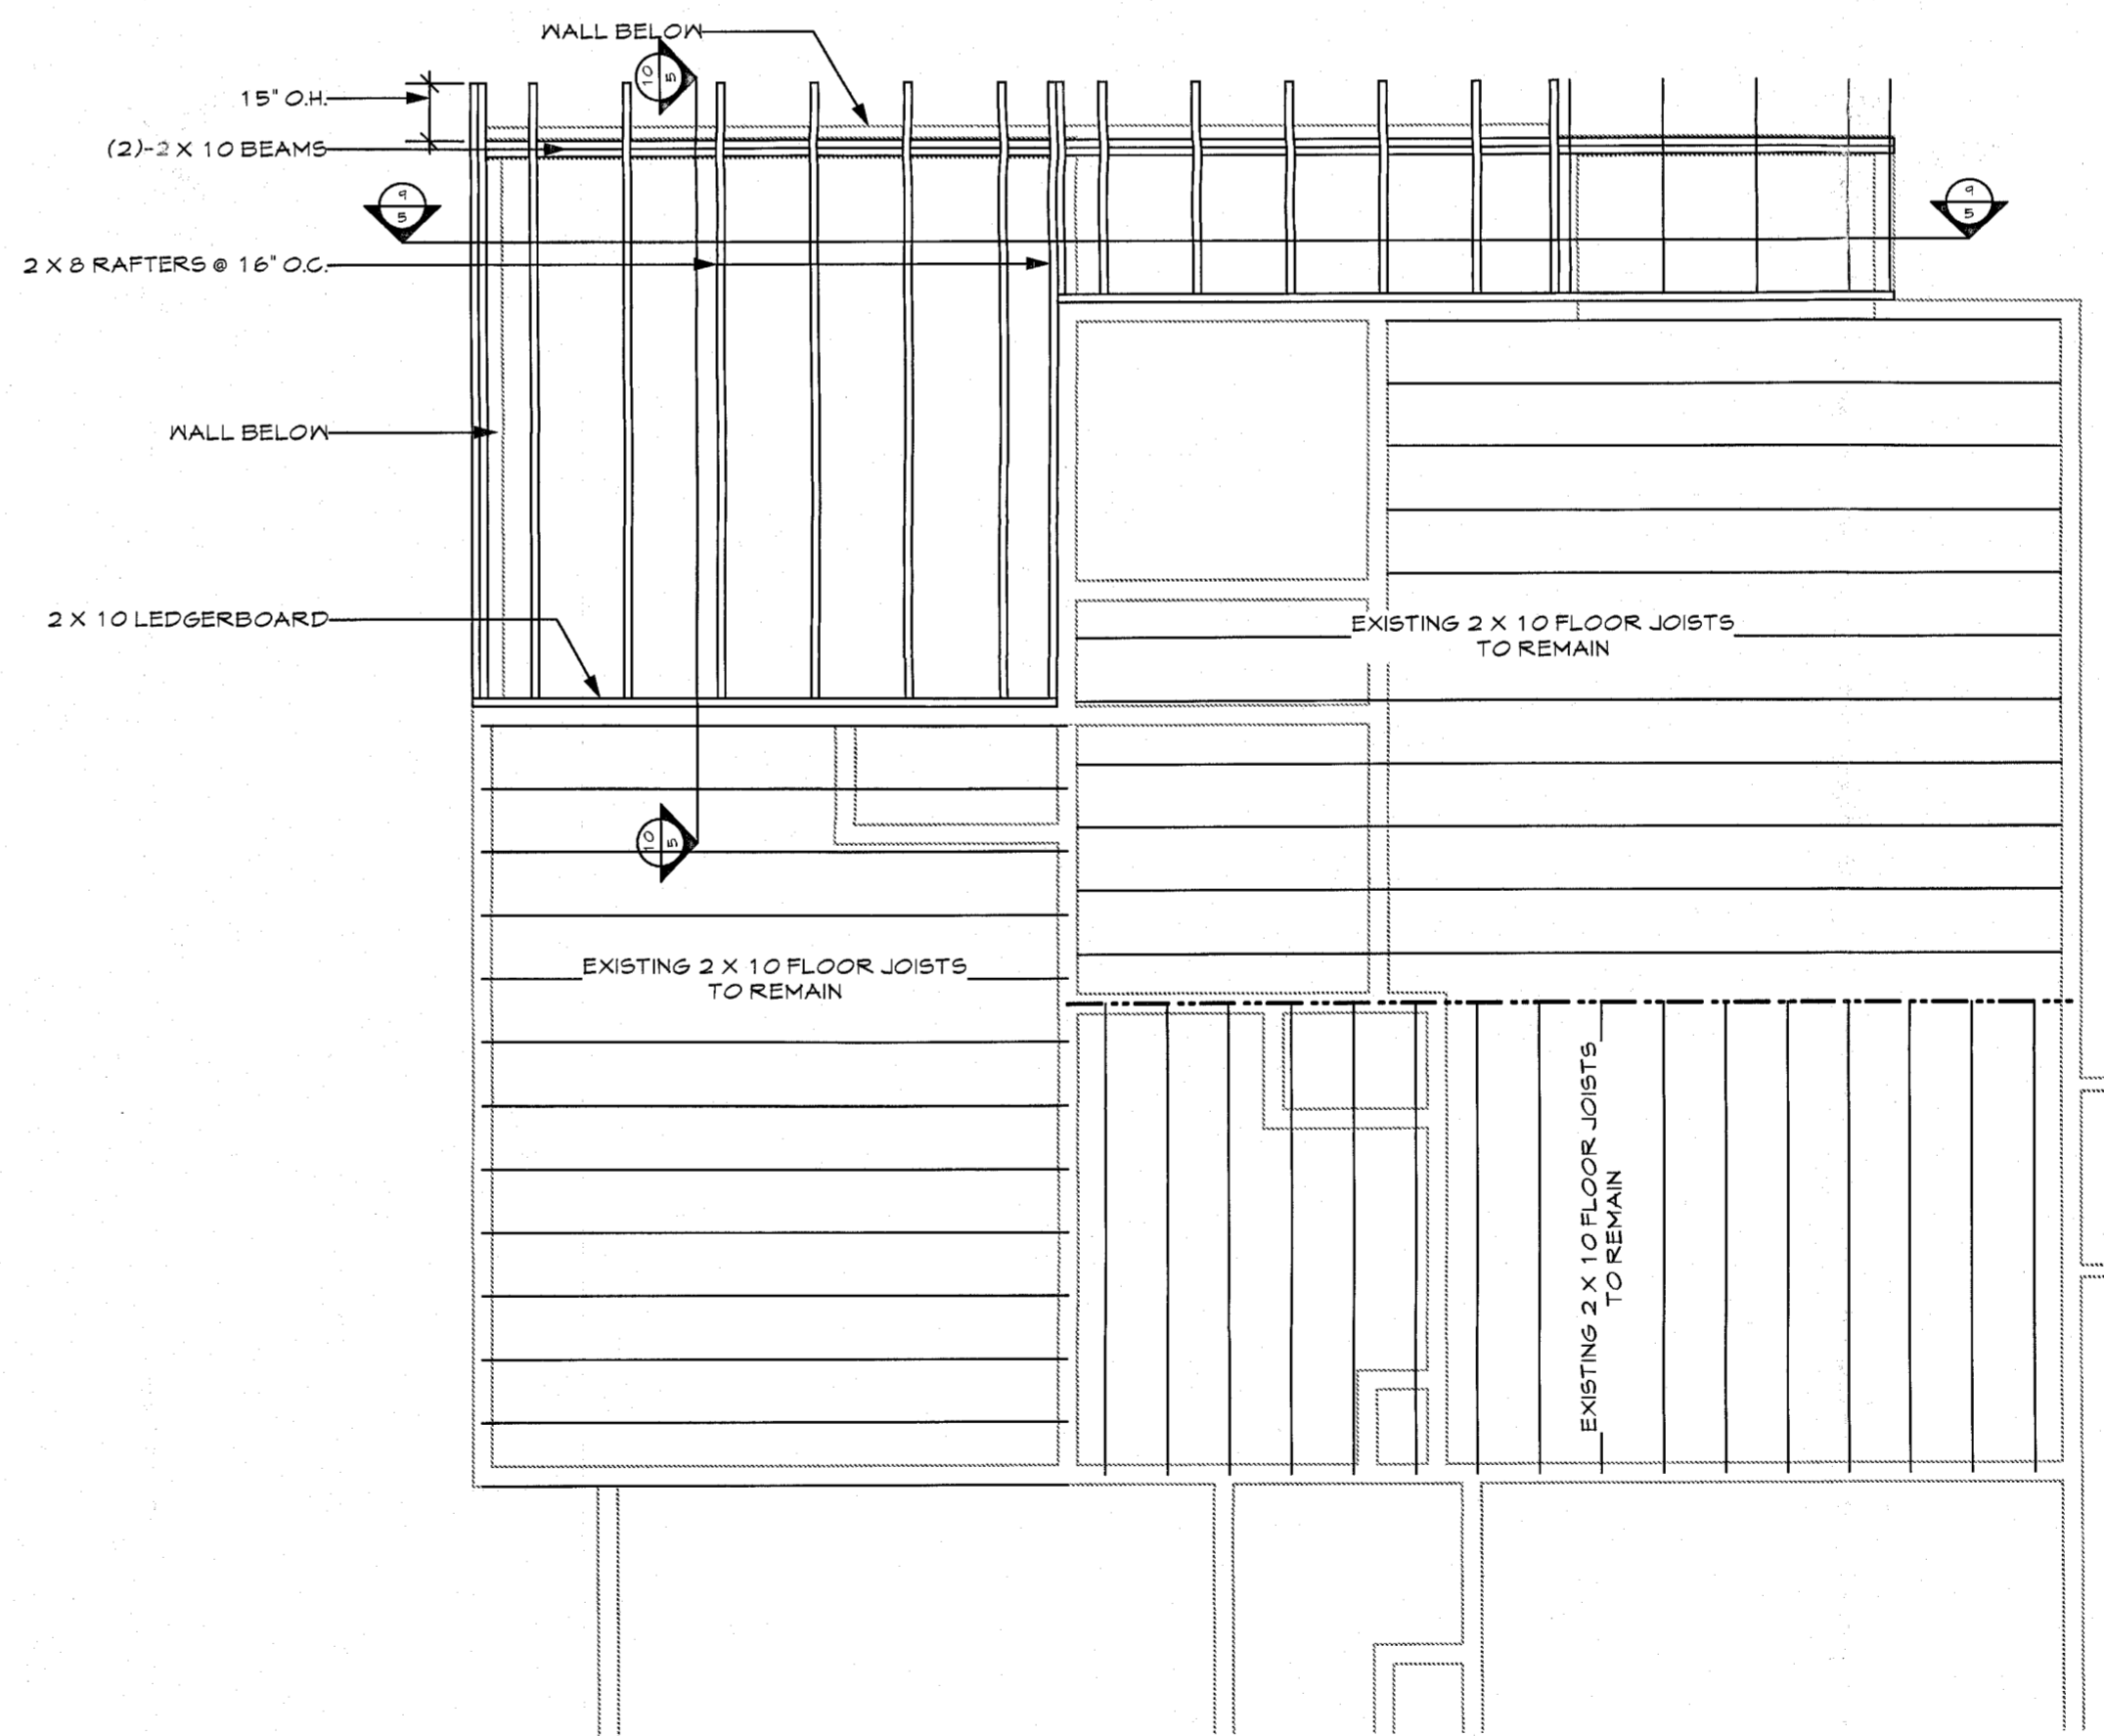 WALL BELOW
10
5
15" O.H.
(2)-2 X 10 BEAMS
9
5
9
5
2 X 8 RAFTERS @ 16" O.C.
WALL BELOW
2 X 10 LEDGERBOARD
EXISTING 2 X 10 FLOOR JOISTS
TO REMAIN
10
5
EXISTING 2 X 10 FLOOR JOISTS
TO REMAIN
EXISTING 2 X 10 FLOOR JOISTS
TO REMAIN